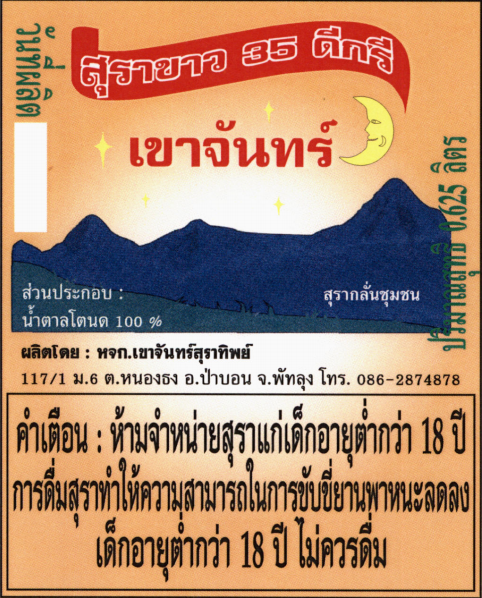 สุราขาว 35 ดีกรี
วันที่ผลิต
เขาจันทร์
ปริมาณสุทธิ 0.625 ลิตร
ส่วนประกอบ :
น้ำตาลโตนด 100 %
สุรากลั่นชุมชน
ผลิตโดย : หจก.เขาจันทร์สุราทิพย์
117/1 ม.6 ต.หนองธง อ.ป่าบอน จ.พัทลุง โทร. 086-2874878
คำเตือน : ห้ามจำหน่ายสุราแก่เด็กอายุต่ำกว่า 18 ปี
การดื่มสุราทำให้ความสามารถในการขับขี่ยานพาหนะลดลง
เด็กอายุต่ำกว่า 18 ปี ไม่ควรดื่ม